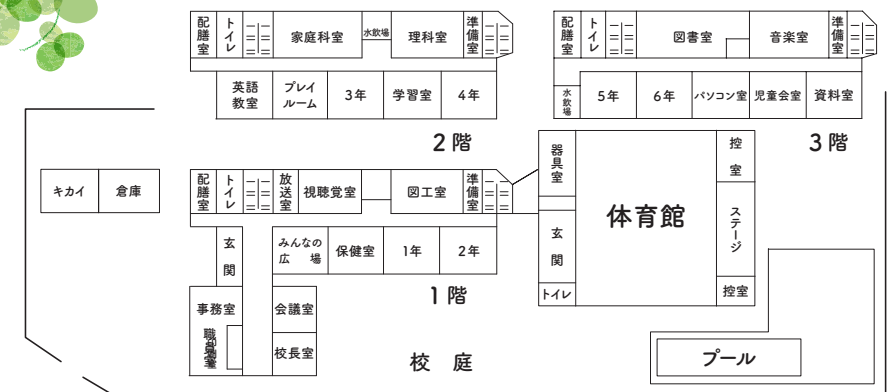 配膳室 トイレ 家庭科室 水飲場 理科室 準備室
英語教室 プレイルーム 3年 学習室 4年
2階
配膳室 トイレ 図書室 音楽室 準備室
水飲場 5年 6年 パソコン室 児童会室 資料室
3階
キカイ 倉庫
配膳室 トイレ 放送室 視聴覚室 図工室 準備室
玄関 みんなの広場 保健室 1年 2年
1階
事務室 会議室
職員室 校長室
校庭
器具室 玄関 トイレ
体育館
控室 ステージ 控室
プール